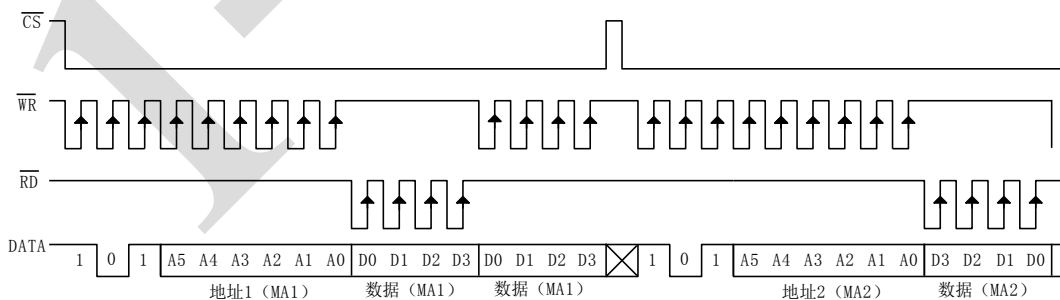 CS
WR
RD
DATA 1 0 1 A5 A4 A3 A2 A1 A0 D0 D1 D2 D3 D0 D1 D2 D3 1 0 1 A5 A4 A3 A2 A1 A0 D3 D2 D1 D0
地址1（MA1） 数据（MA1） 数据（MA1） 地址2（MA2） 数据（MA2）